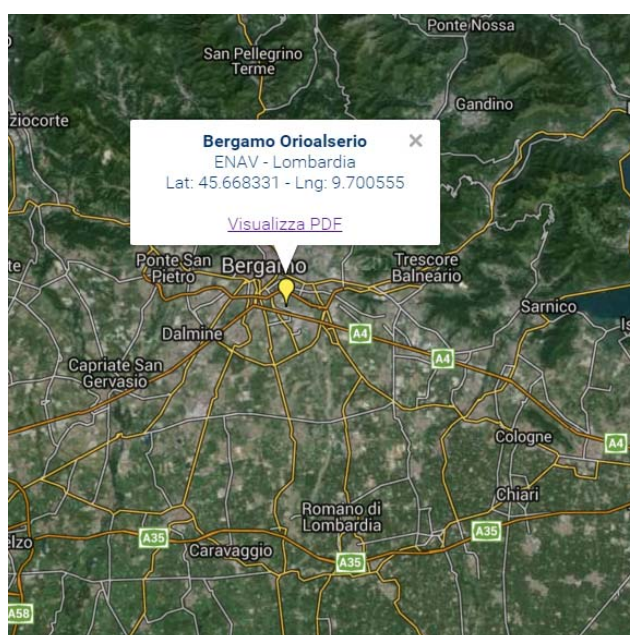 Ponte Nossa
San Pellegrino
Terme
Gandino
ziocorte
Bergamo Orioalserio
×
ENAV - Lombardia
Lat: 45.668331 - Lng: 9.700555
Visualizza PDF
te
Ponte San
Pietro
Bergamo
Trescore
Balneario
Sarnico
Is
Dalmine
A4
A4
Capriate San
Gervasio
Cologne
A4
Chiari
Romano di
Lombardia
A35
elzo
A35
Caravaggio
A35
A58